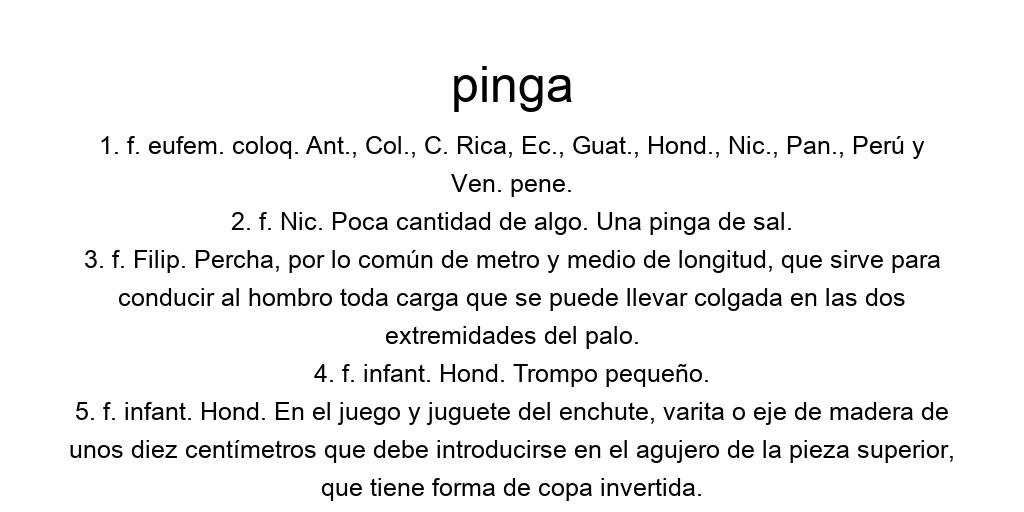 pinga
1. f. eufem. coloq. Ant., Col., C. Rica, Ec., Guat., Hond., Nic., Pan., Perú y
Ven. pene.
2. f. Nic. Poca cantidad de algo. Una pinga de sal.
3. f. Filip. Percha, por lo común de metro y medio de longitud, que sirve para
conducir al hombro toda carga que se puede llevar colgada en las dos
extremidades del palo.
4. f. infant. Hond. Trompo pequeño.
5. f. infant. Hond. En el juego y juguete del enchute, varita o eje de madera de
unos diez centímetros que debe introducirse en el agujero de la pieza superior,
que tiene forma de copa invertida.